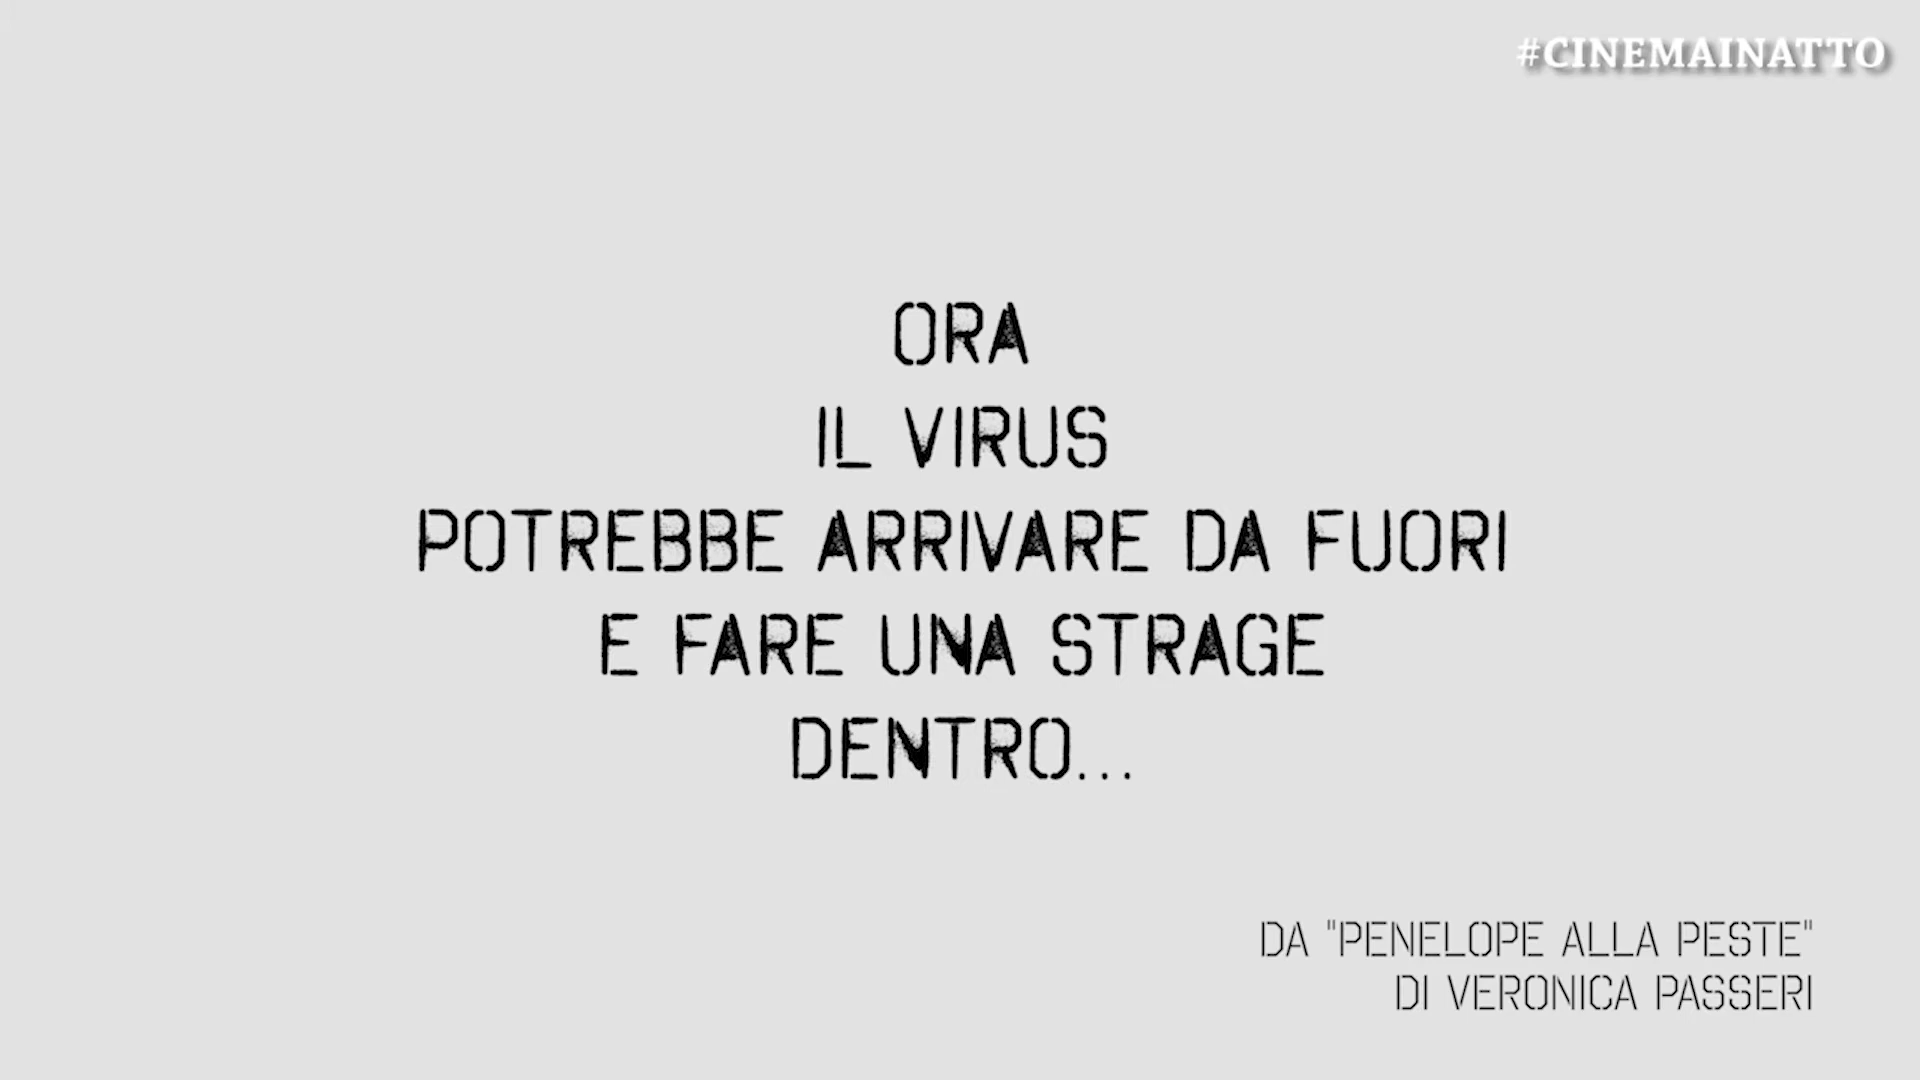 #CINEMAINATTO
ORA
IL VIRUS
POTREBBE ARRIVARE DA FUORI
E FARE UNA STRAGE
DENTRO...
DA "PENELOPE ALLA PESTE"
DI VERONICA PASSERI